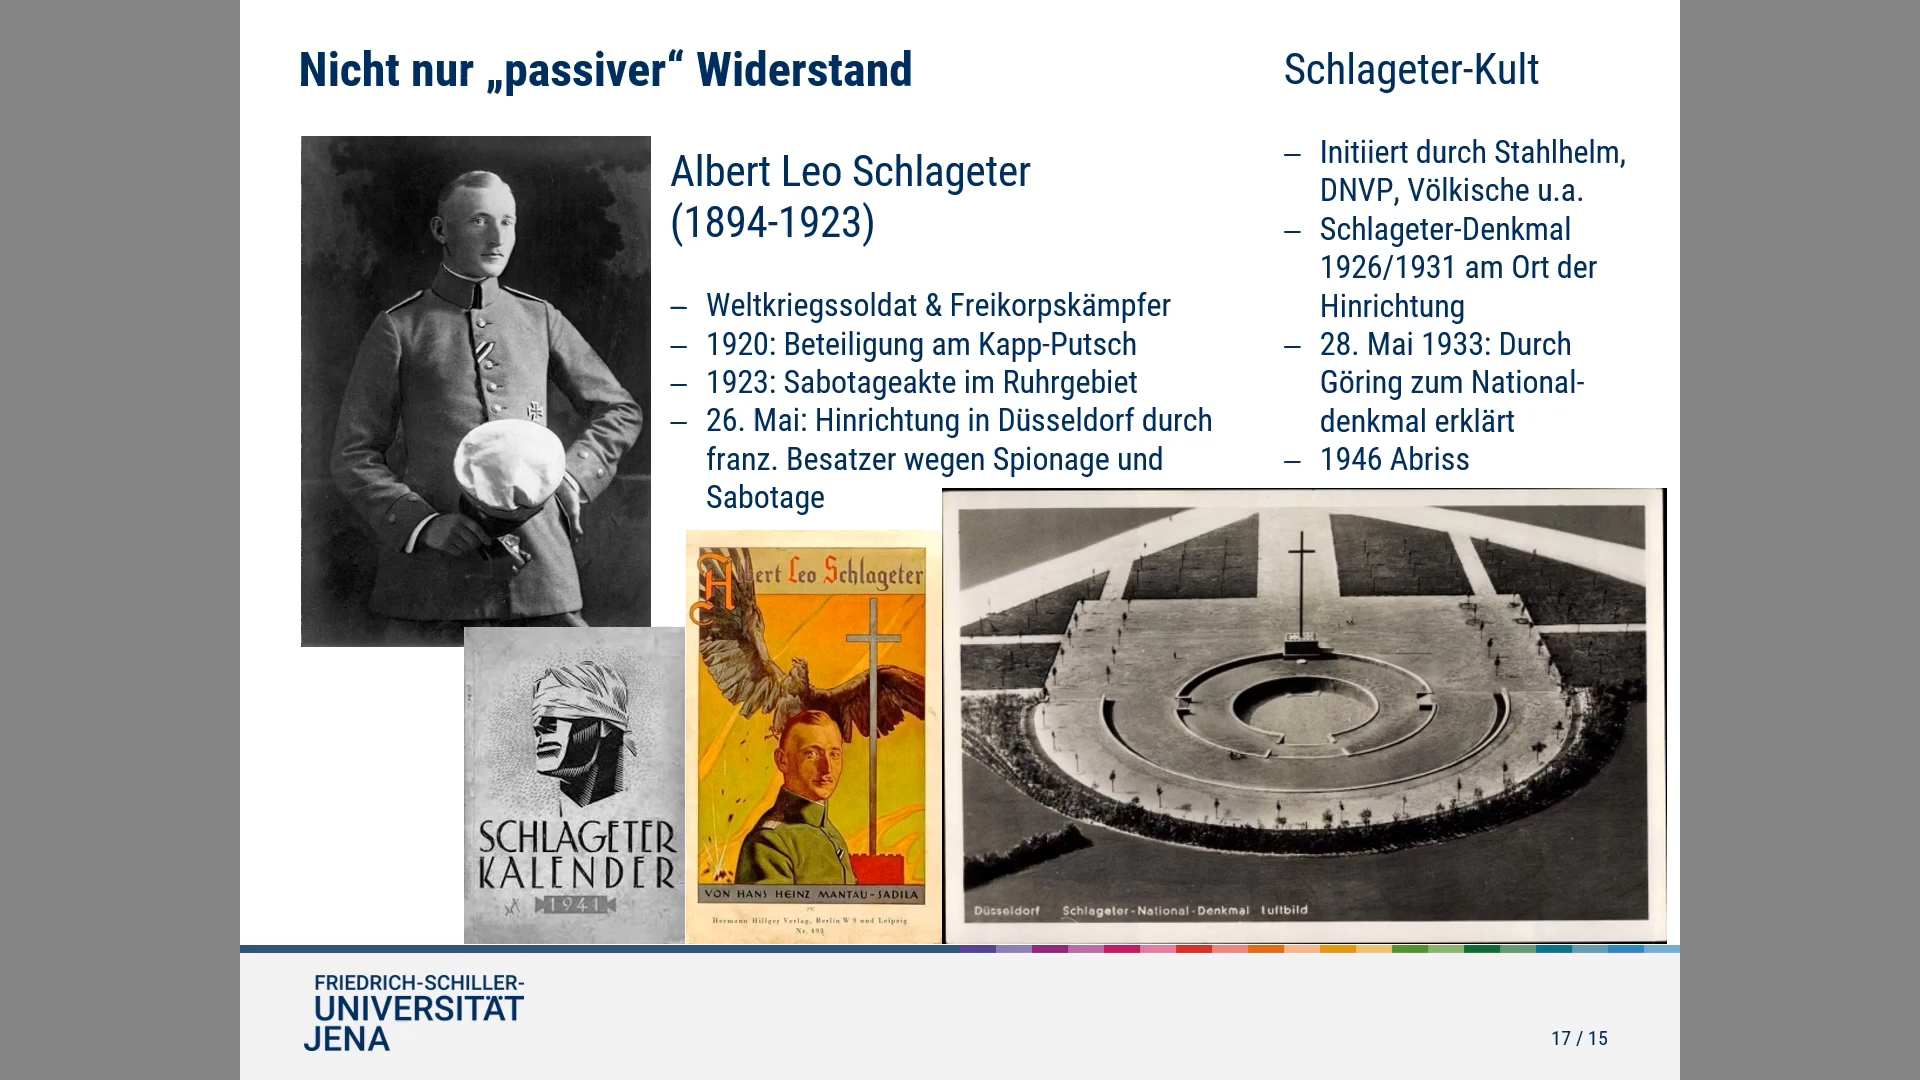 Nicht nur „passiver“ Widerstand
Albert Leo Schlageter
(1894-1923)
– Weltkriegssoldat & Freikorpskämpfer
– 1920: Beteiligung am Kapp-Putsch
– 1923: Sabotageakte im Ruhrgebiet
– 26. Mai: Hinrichtung in Düsseldorf durch
franz. Besatzer wegen Spionage und
Sabotage
Schlageter-Kult
– Initiiert durch Stahlhelm,
DNVP, Völkische u.a.
– Schlageter-Denkmal
1926/1931 am Ort der
Hinrichtung
– 28. Mai 1933: Durch
Göring zum National-
denkmal erklärt
– 1946 Abriss
SCHLAGETER
KALENDER
1941
Albert Leo Schlageter
VON HANS HEINZ MANTAU-SADILA
Hermann Hillger Verlag, Berlin W 9 und Leipzig
Nr. 493
Düsseldorf Schlageter-National-Denkmal Luftbild
FRIEDRICH-SCHILLER-
UNIVERSITÄT
JENA
17 / 15